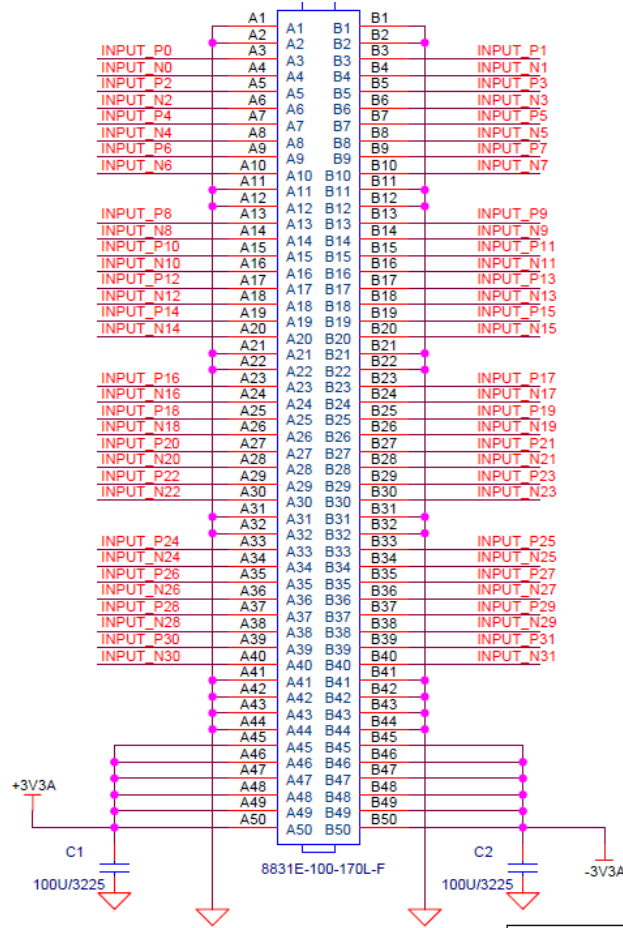 A1 A1 B1 B1
A2 A2 B2 B2
INPUT_P0 A3 A3 B3 B3 INPUT_P1
INPUT_N0 A4 A4 B4 B4 INPUT_N1
INPUT_P2 A5 A5 B5 B5 INPUT_P3
INPUT_N2 A6 A6 B6 B6 INPUT_N3
INPUT_P4 A7 A7 B7 B7 INPUT_P5
INPUT_N4 A8 A8 B8 B8 INPUT_N5
INPUT_P6 A9 A9 B9 B9 INPUT_P7
INPUT_N6 A10 A10 B10 B10 INPUT_N7
A11 A11 B11 B11
A12 A12 B12 B12
INPUT_P8 A13 A13 B13 B13 INPUT_P9
INPUT_N8 A14 A14 B14 B14 INPUT_N9
INPUT_P10 A15 A15 B15 B15 INPUT_P11
INPUT_N10 A16 A16 B16 B16 INPUT_N11
INPUT_P12 A17 A17 B17 B17 INPUT_P13
INPUT_N12 A18 A18 B18 B18 INPUT_N13
INPUT_P14 A19 A19 B19 B19 INPUT_P15
INPUT_N14 A20 A20 B20 B20 INPUT_N15
A21 A21 B21 B21
A22 A22 B22 B22
INPUT_P16 A23 A23 B23 B23 INPUT_P17
INPUT_N16 A24 A24 B24 B24 INPUT_N17
INPUT_P18 A25 A25 B25 B25 INPUT_P19
INPUT_N18 A26 A26 B26 B26 INPUT_N19
INPUT_P20 A27 A27 B27 B27 INPUT_P21
INPUT_N20 A28 A28 B28 B28 INPUT_N21
INPUT_P22 A29 A29 B29 B29 INPUT_P23
INPUT_N22 A30 A30 B30 B30 INPUT_N23
A31 A31 B31 B31
A32 A32 B32 B32
INPUT_P24 A33 A33 B33 B33 INPUT_P25
INPUT_N24 A34 A34 B34 B34 INPUT_N25
INPUT_P26 A35 A35 B35 B35 INPUT_P27
INPUT_N26 A36 A36 B36 B36 INPUT_N27
INPUT_P28 A37 A37 B37 B37 INPUT_P29
INPUT_N28 A38 A38 B38 B38 INPUT_N29
INPUT_P30 A39 A39 B39 B39 INPUT_P31
INPUT_N30 A40 A40 B40 B40 INPUT_N31
A41 A41 B41 B41
A42 A42 B42 B42
A43 A43 B43 B43
A44 A44 B44 B44
A45 A45 B45 B45
A46 A46 B46 B46
A47 A47 B47 B47
+3V3A A48 A48 B48 B48
A49 A49 B49 B49
A50 A50 B50 B50
C1 C2
8831E-100-170L-F -3V3A
100U/3225 100U/3225